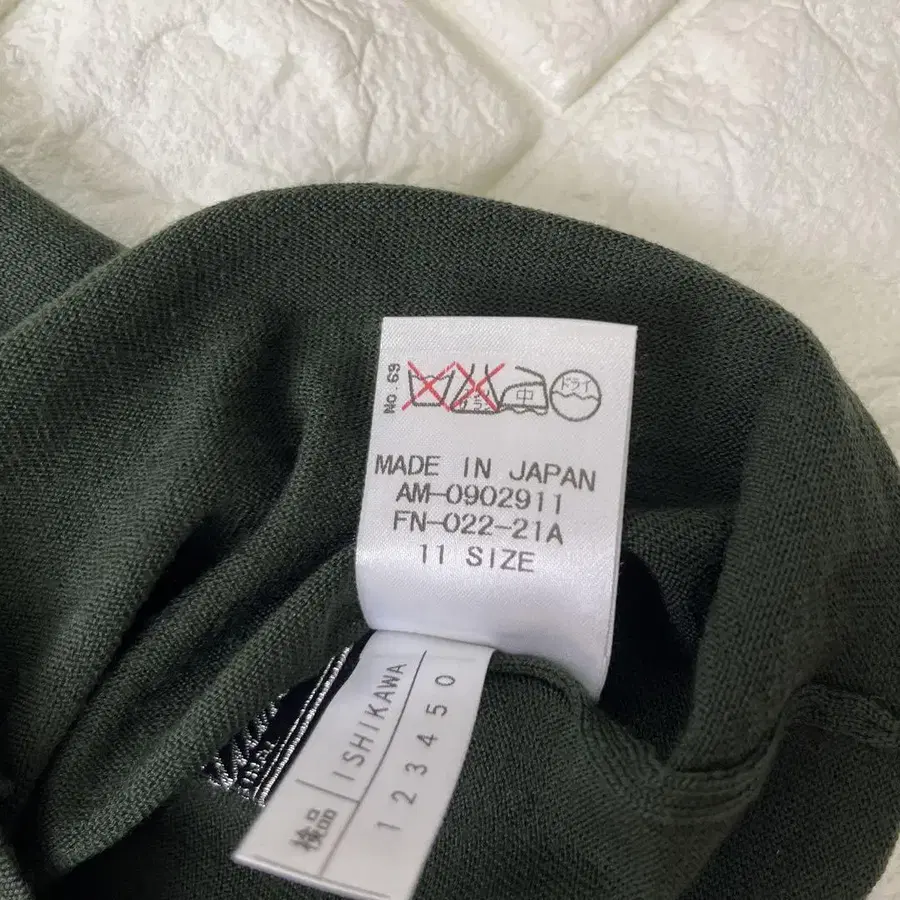 No. 69
中
ドライ
MADE IN JAPAN
AM-0902911
FN-022-21A
11 SIZE
検品
ISHIKAWA
1 2 3 4 5 0